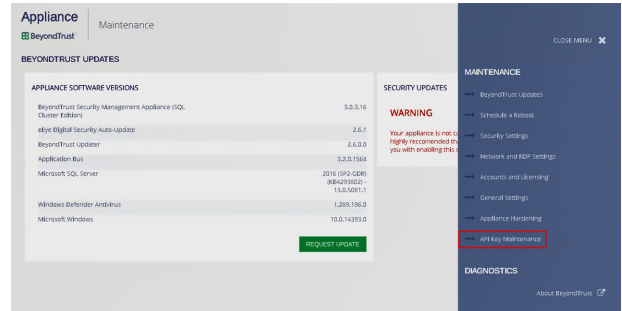 Appliance
Maintenance
BeyondTrust
CLOSE MENU
BEYONDTRUST UPDATES
MAINTENANCE
APPLIANCE SOFTWARE VERSIONS
SECURITY UPDATES
BeyondTrust Updates
BeyondTrust Security Management Appliance (SQL
Cluster Edition)
3.0.3.16
WARNING
Schedule a Reboot
eEye Digital Security Auto-Update
2.6.1
Your appliance is not cu
highly reccomended tha
you with enabling this
Security Settings
BeyondTrust Updater
2.6.0.0
Network and RDP Settings
Application Bus
3.2.0.1564
Microsoft SQL Server
2016 (SP2-GDR)
(KB4293802) -
13.0.5081.1
Accounts and Licensing
General Settings
Windows Defender Antivirus
1.289.196.0
Microsoft Windows
10.0.14393.0
Appliance Hardening
API Key Maintenance
REQUEST UPDATE
DIAGNOSTICS
About BeyondTrust